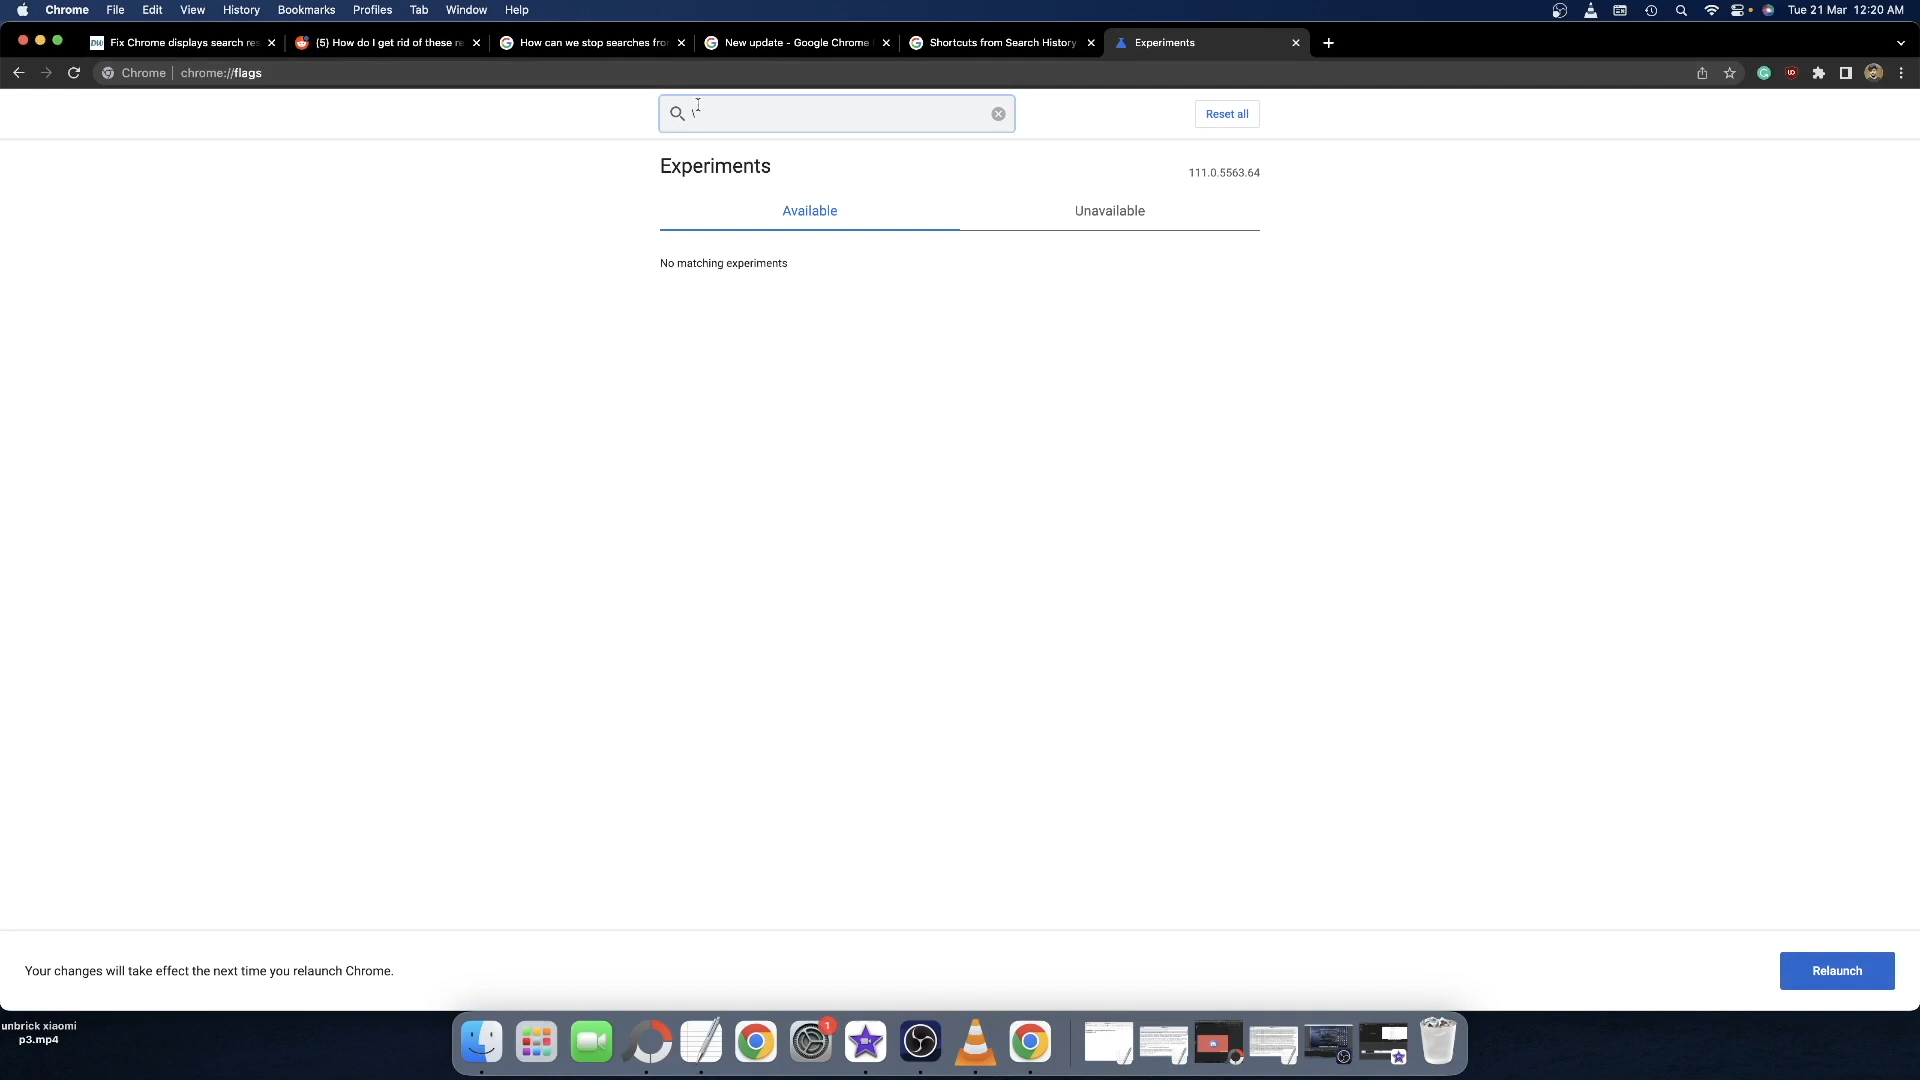 Chrome File Edit View History Bookmarks Profiles Tab Window Help Tue 21 Mar 12:20 AM
DW Fix Chrome displays search res (5) How do I get rid of these re How can we stop searches fro New update - Google Chrome Shortcuts from Search History Experiments
Chrome chrome://flags
\ Reset all
Experiments 111.0.5563.64
Available Unavailable
No matching experiments
Your changes will take effect the next time you relaunch Chrome. Relaunch
unbrick xiaomi
p3.mp4
1